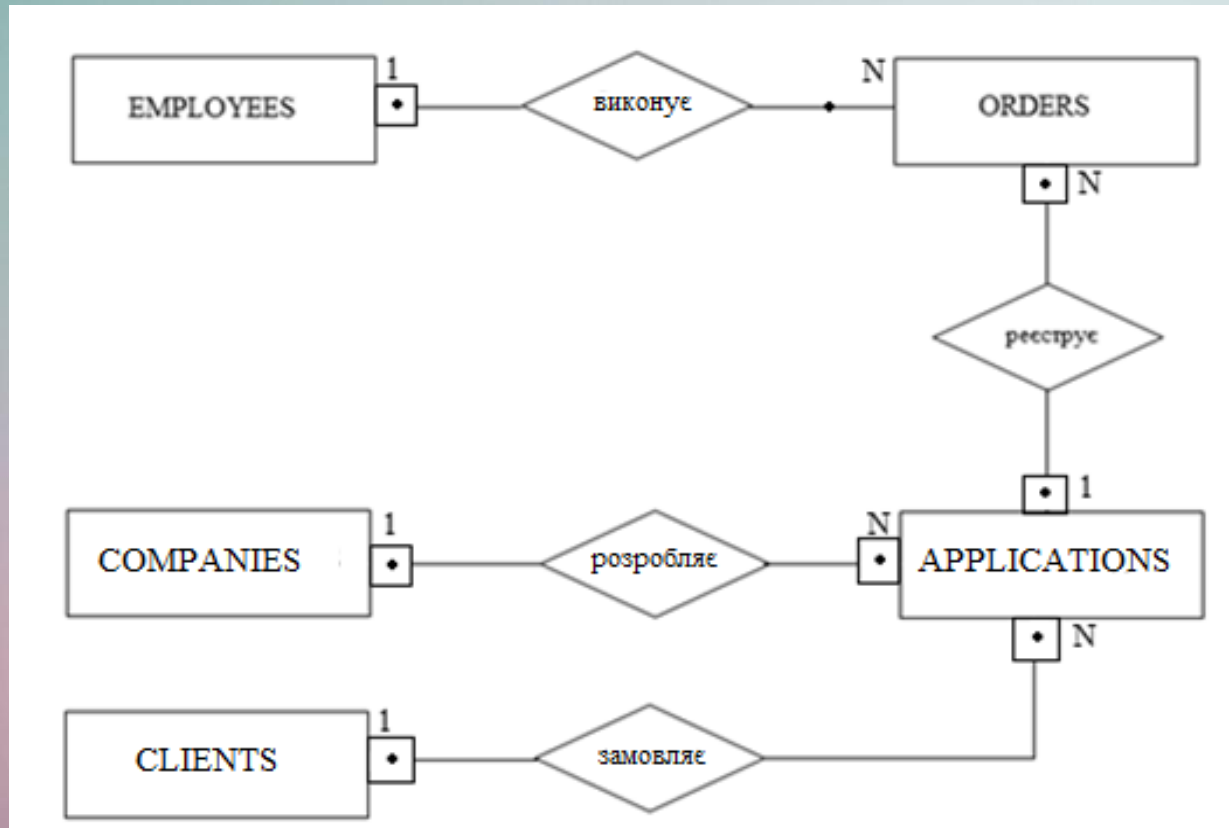 1
N
EMPLOYEES
виконує
ORDERS
N
реєструє
1
1
N
COMPANIES
розробляє
APPLICATIONS
N
1
CLIENTS
замовляє